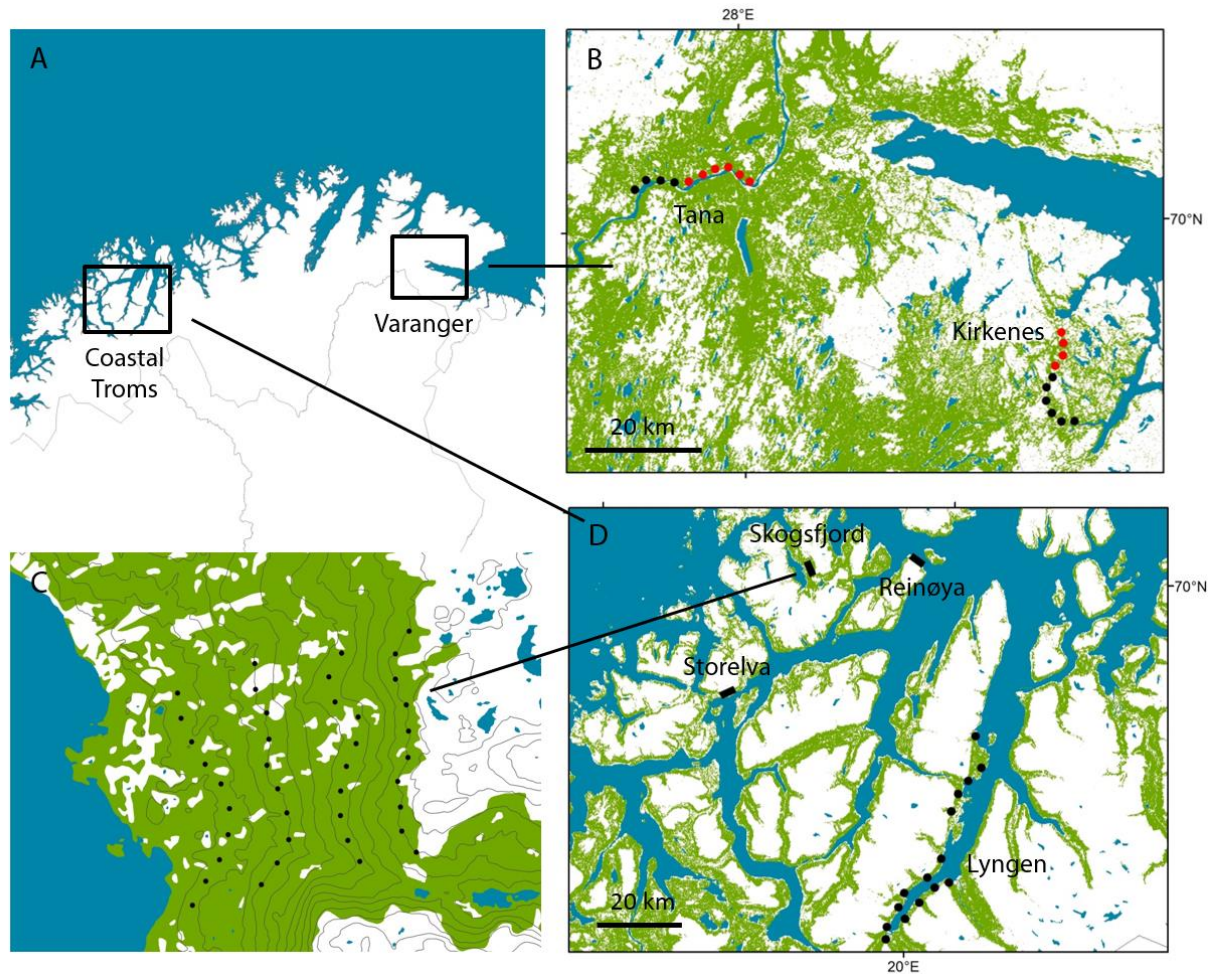 A
Varanger
Coastal
Troms
28°E
B
Tana
70°N
Kirkenes
20 km
C
D
Skogsfjord
Reinøya
70°N
Storelva
Lyngen
20 km
20°E